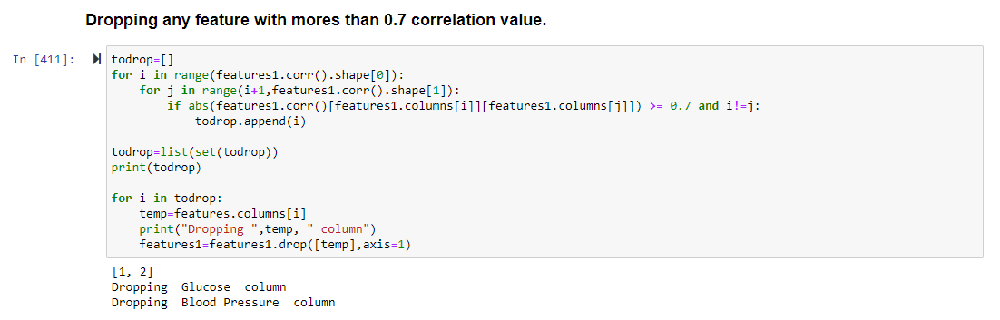 Dropping any feature with mores than 0.7 correlation value.
In [411]:
todrop=[]
for i in range(features1.corr().shape[0]):
    for j in range(i+1,features1.corr().shape[1]):
        if abs(features1.corr()[features1.columns[i]][features1.columns[j]]) >= 0.7 and i!=j:
            todrop.append(i)
todrop=list(set(todrop))
print(todrop)
for i in todrop:
    temp=features.columns[i]
    print("Dropping ",temp, " column")
    features1=features1.drop([temp],axis=1)
[1, 2]
Dropping  Glucose  column
Dropping  Blood Pressure  column